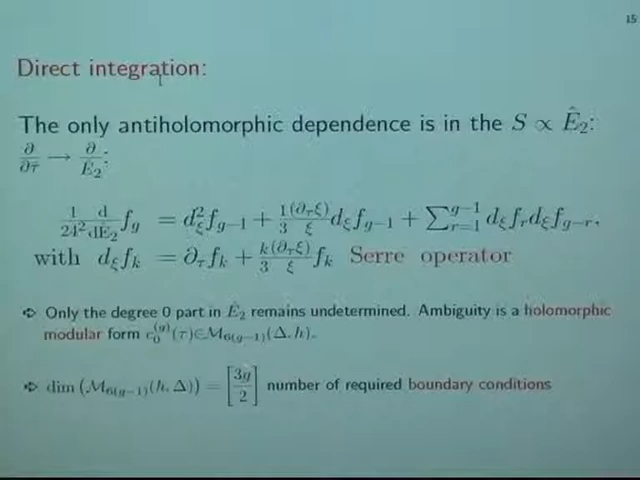 15
Direct integration:
The only antiholomorphic dependence is in the S ∝ Ê₂:
∂/∂τ̄ → ∂/Ê₂:
1/24² d/dE₂ f_g = d_ξ² f_{g−1} + 1/3 (∂_τ ξ)/ξ d_ξ f_{g−1} + ∑_{r=1}^{g−1} d_ξ f_r d_ξ f_{g−r},
with d_ξ f_k = ∂_τ f_k + k/3 (∂_τ ξ)/ξ f_k Serre operator
➪ Only the degree 0 part in Ê₂ remains undetermined. Ambiguity is a holomorphic
modular form c₀^{(g)}(τ) ∈ M_{6(g−1)}(Δ, h).
➪ dim (M_{6(g−1)}(h, Δ)) = [3g/2] number of required boundary conditions